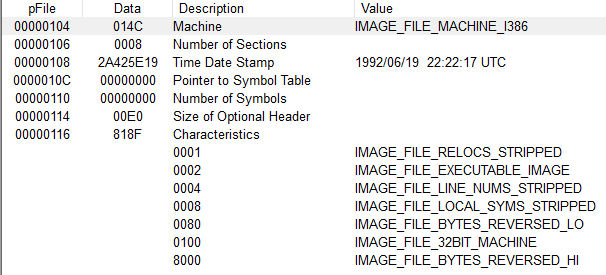 pFile Data Description Value
00000104 014C Machine IMAGE_FILE_MACHINE_I386
00000106 0008 Number of Sections
00000108 2A425E19 Time Date Stamp 1992/06/19 22:22:17 UTC
0000010C 00000000 Pointer to Symbol Table
00000110 00000000 Number of Symbols
00000114 00E0 Size of Optional Header
00000116 818F Characteristics
0001 IMAGE_FILE_RELOCS_STRIPPED
0002 IMAGE_FILE_EXECUTABLE_IMAGE
0004 IMAGE_FILE_LINE_NUMS_STRIPPED
0008 IMAGE_FILE_LOCAL_SYMS_STRIPPED
0080 IMAGE_FILE_BYTES_REVERSED_LO
0100 IMAGE_FILE_32BIT_MACHINE
8000 IMAGE_FILE_BYTES_REVERSED_HI